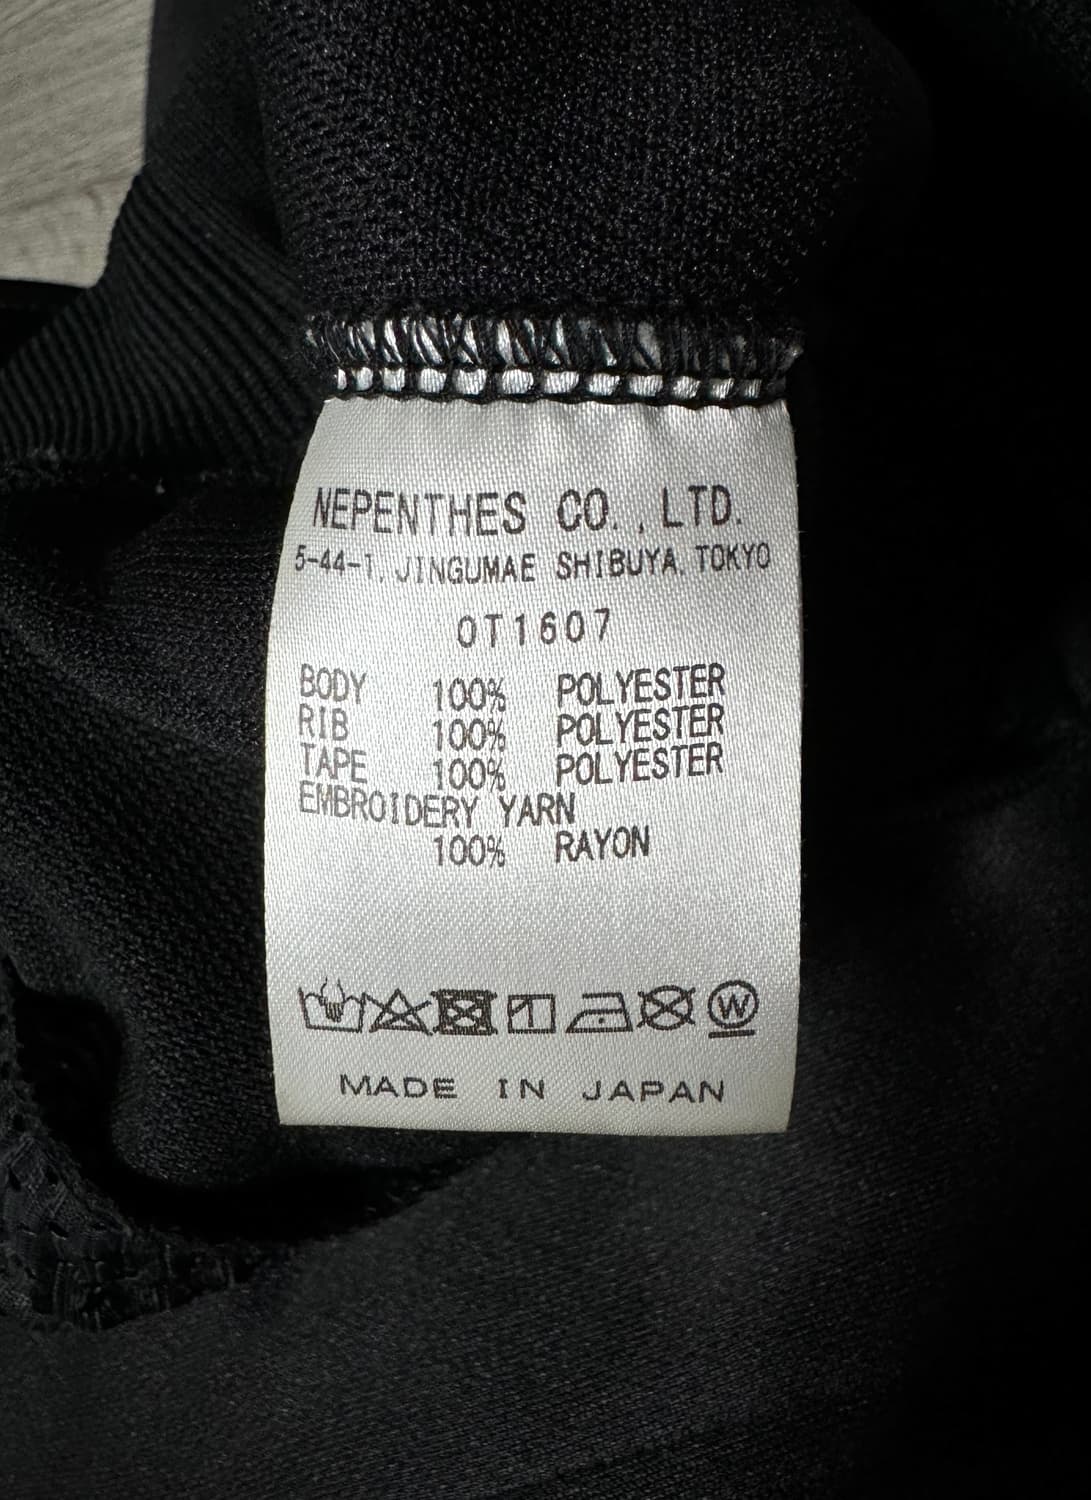 NEPENTHES CO., LTD.
5-44-1, JINGUMAE SHIBUYA, TOKYO
OT1607
BODY 100% POLYESTER
RIB 100% POLYESTER
TAPE 100% POLYESTER
EMBROIDERY YARN
100% RAYON
W
MADE IN JAPAN